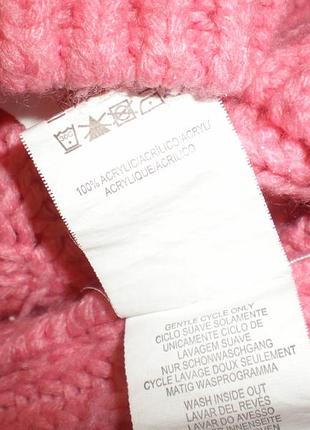 100% ACRYLIC/ACRÍLICO/ACRYL/
ACRYLIQUE/ACRILICO
GENTLE CYCLE ONLY
CICLO SUAVE SOLAMENTE
UNICAMENTE CICLO DE
LAVAGEM SUAVE
NUR SCHONWASCHGANG
CYCLE LAVAGE DOUX SEULEMENT
MATIG WASPROGRAMMA
WASH INSIDE OUT
LAVAR DEL REVÉS
LAVAR DO AVESSO